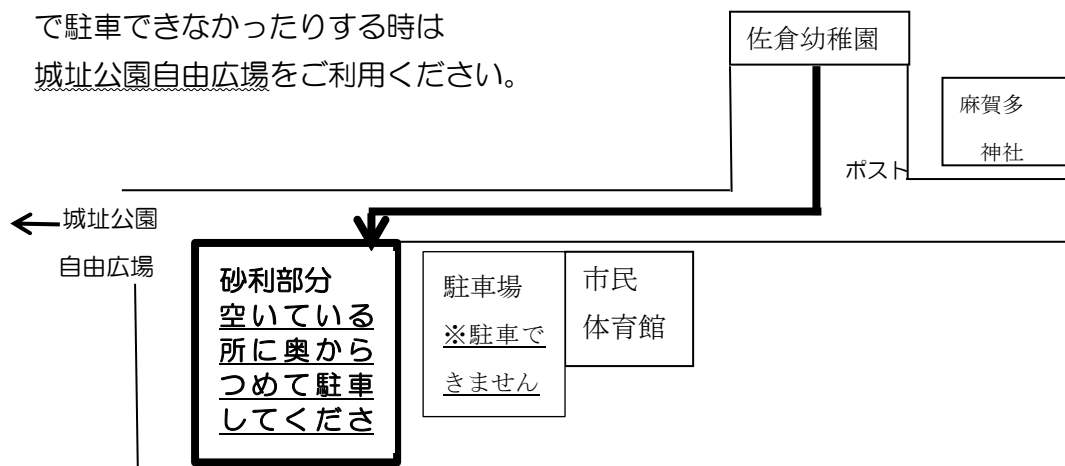 で駐車できなかったりする時は
城址公園自由広場をご利用ください。
佐倉幼稚園
麻賀多
神社
ポスト
城址公園
自由広場
砂利部分
空いている
所に奥から
つめて駐車
してくださ
駐車場
※駐車で
きません
市民
体育館